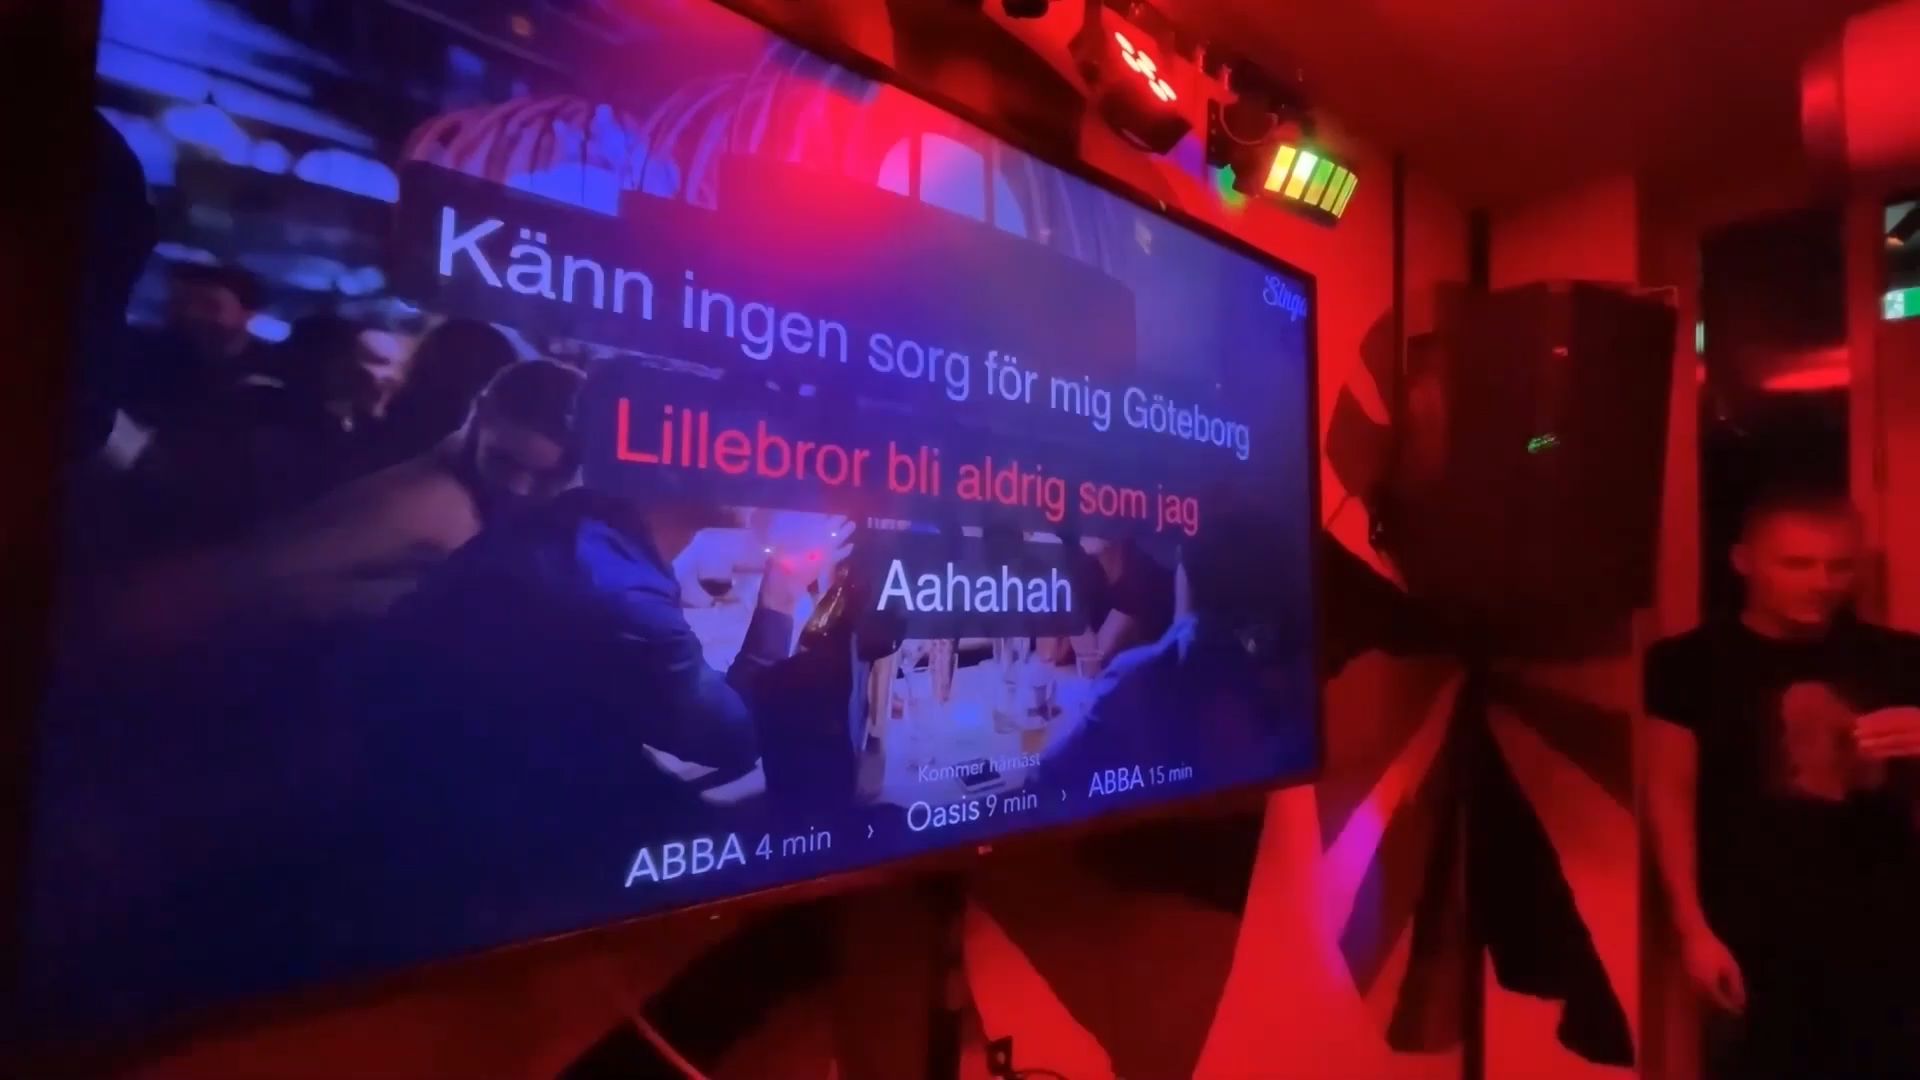 Singa
Känn ingen sorg för mig Göteborg
Lillebror bli aldrig som jag
Aahahah
Kommer härnäst
ABBA 4 min › Oasis 9 min › ABBA 15 min